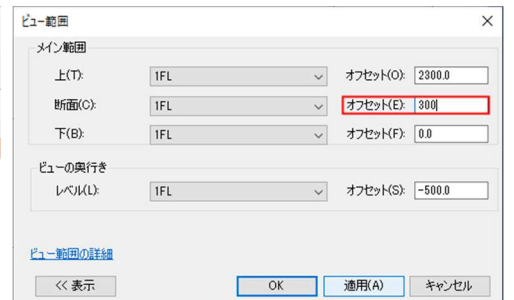 ビュー範囲
メイン範囲
上(T): 1FL オフセット(O): 2300.0
断面(C): 1FL オフセット(E): 300
下(B): 1FL オフセット(F): 0.0
ビューの奥行き
レベル(L): 1FL オフセット(S): -500.0
ビュー範囲の詳細
<< 表示 OK 適用(A) キャンセル